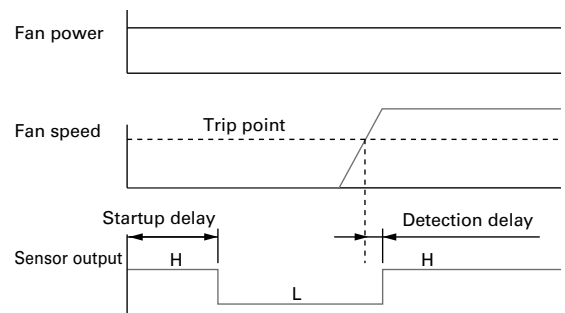 Fan power
Fan speed
Trip point
Startup delay
Detection delay
Sensor output
H
L
H